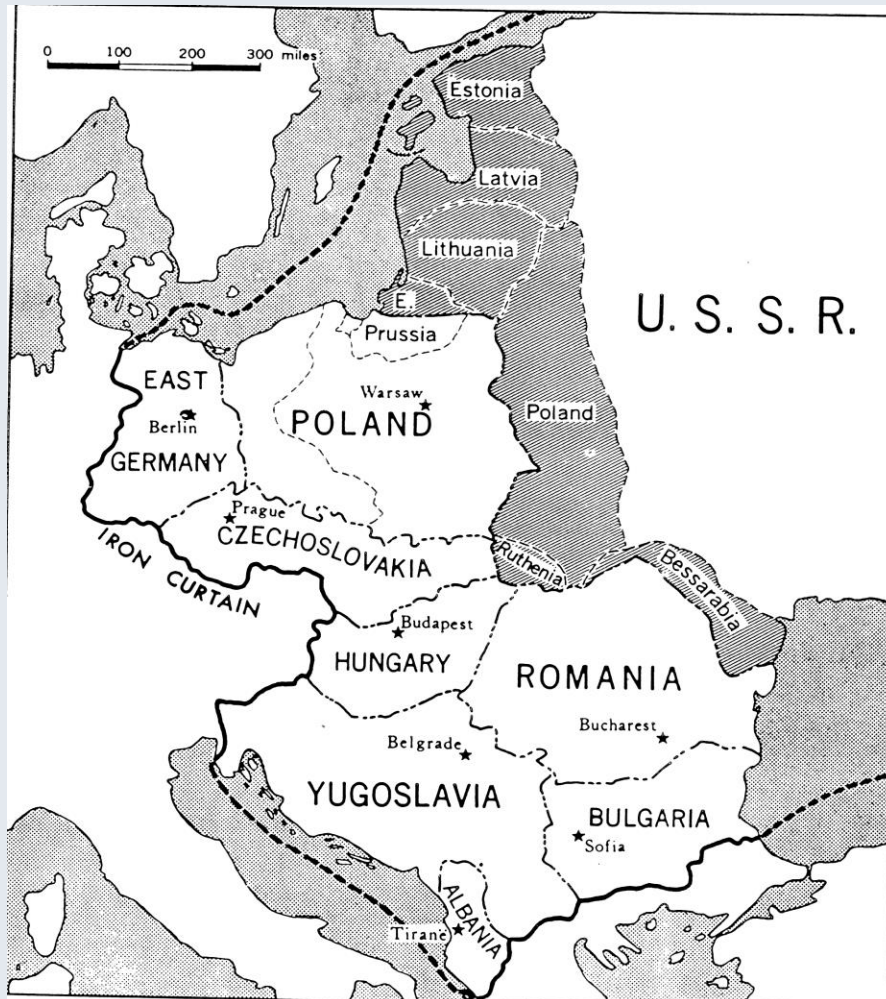 0 100 200 300 miles
Estonia
Latvia
Lithuania
E.
Prussia
U. S. S. R.
EAST
Berlin
GERMANY
Warsaw
POLAND
Poland
Prague
CZECHOSLOVAKIA
IRON CURTAIN
Ruthenia
Bessarabia
Budapest
HUNGARY
ROMANIA
Bucharest
Belgrade
YUGOSLAVIA
BULGARIA
Sofia
ALBANIA
Tiranë